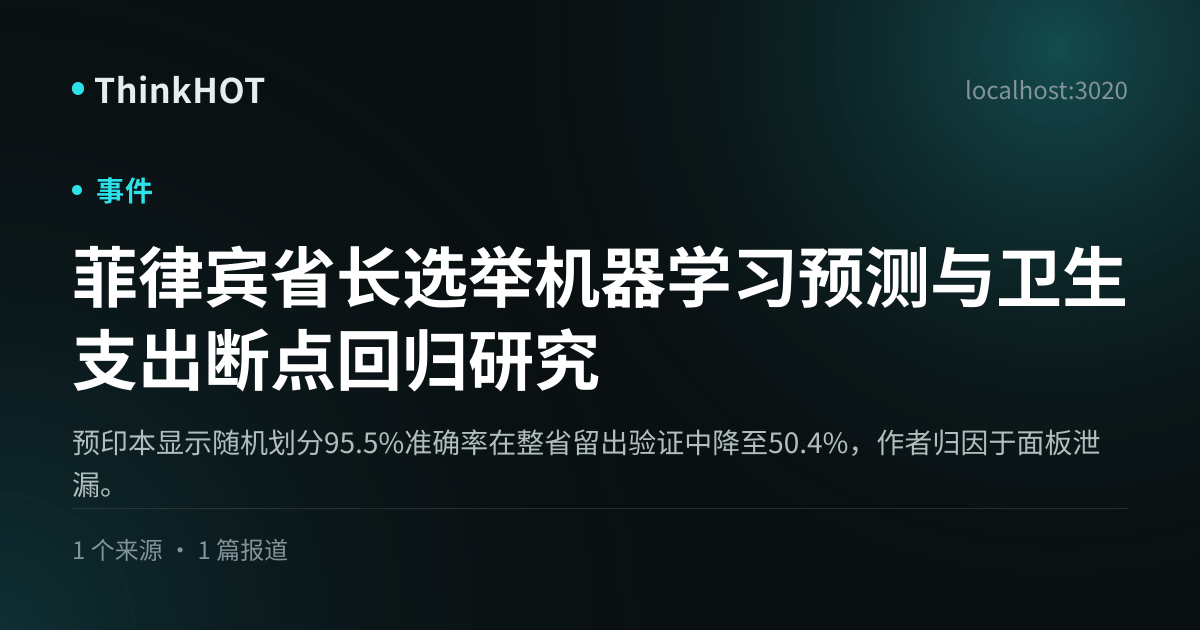 ThinkHOT
localhost:3020
事件
菲律宾省长选举机器学习预测与卫生
支出断点回归研究
预印本显示随机划分95.5%准确率在整省留出验证中降至50.4%，作者归因于面板泄
漏。
1 个来源 · 1 篇报道